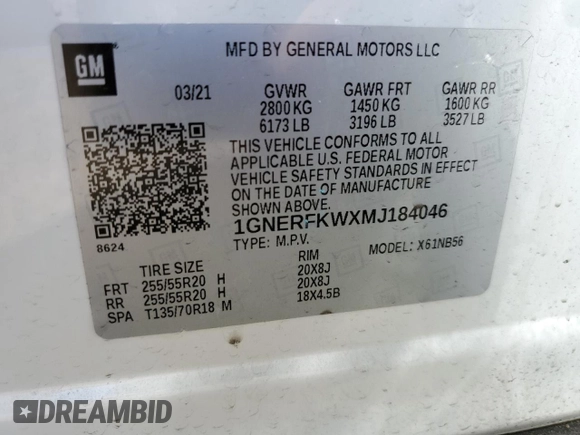 GM
MFD BY GENERAL MOTORS LLC
03/21 GVWR GAWR FRT GAWR RR
2800 KG 1450 KG 1600 KG
6173 LB 3196 LB 3527 LB
THIS VEHICLE CONFORMS TO ALL
APPLICABLE U.S. FEDERAL MOTOR
VEHICLE SAFETY STANDARDS IN EFFECT
ON THE DATE OF MANUFACTURE
SHOWN ABOVE.
1GNERFKWXMJ184046
8624 TYPE: M.P.V. MODEL: X61NB56
TIRE SIZE RIM
FRT 255/55R20 H 20X8J
RR 255/55R20 H 20X8J
SPA T135/70R18 M 18X4.5B
DREAMBID